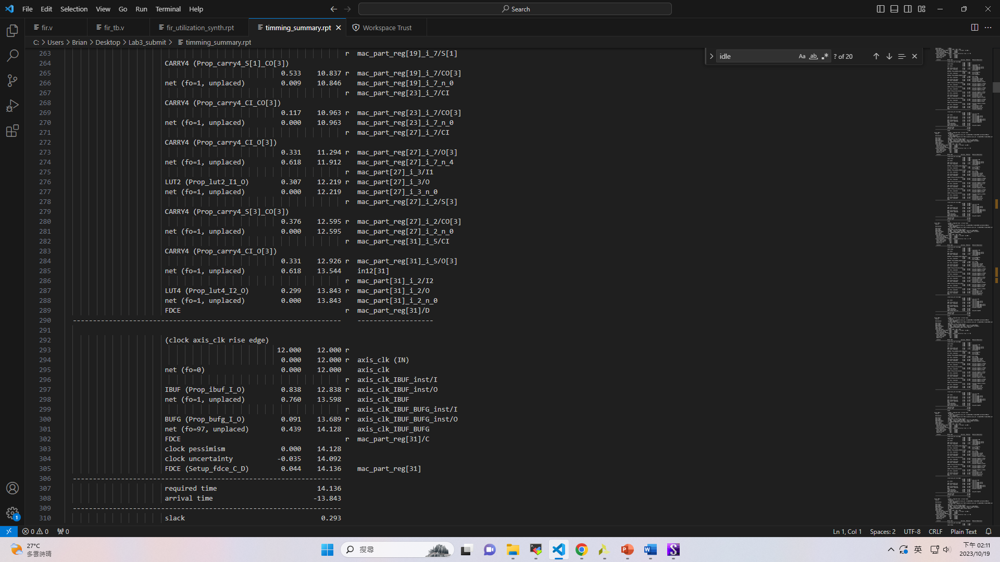 File Edit Selection View Go Run Terminal Help
Search
fir.v
fir_tb.v
fir_utilization_synth.rpt
timming_summary.rpt
Workspace Trust
C: > Users > Brian > Desktop > Lab3_submit > timming_summary.rpt
idle
Aa ab ? of 20
263 r mac_part_reg[19]_i_7/S[1]
264 CARRY4 (Prop_carry4_S[1]_CO[3])
265 0.533 10.837 r mac_part_reg[19]_i_7/CO[3]
266 net (fo=1, unplaced) 0.009 10.846 mac_part_reg[19]_i_7_n_0
267 r mac_part_reg[23]_i_7/CI
268 CARRY4 (Prop_carry4_CI_CO[3])
269 0.117 10.963 r mac_part_reg[23]_i_7/CO[3]
270 net (fo=1, unplaced) 0.000 10.963 mac_part_reg[23]_i_7_n_0
271 r mac_part_reg[27]_i_7/CI
272 CARRY4 (Prop_carry4_CI_O[3])
273 0.331 11.294 r mac_part_reg[27]_i_7/O[3]
274 net (fo=1, unplaced) 0.618 11.912 mac_part_reg[27]_i_7_n_4
275 r mac_part[27]_i_3/I1
276 LUT2 (Prop_lut2_I1_O) 0.307 12.219 r mac_part[27]_i_3/O
277 net (fo=1, unplaced) 0.000 12.219 mac_part[27]_i_3_n_0
278 r mac_part_reg[27]_i_2/S[3]
279 CARRY4 (Prop_carry4_S[3]_CO[3])
280 0.376 12.595 r mac_part_reg[27]_i_2/CO[3]
281 net (fo=1, unplaced) 0.000 12.595 mac_part_reg[27]_i_2_n_0
282 r mac_part_reg[31]_i_5/CI
283 CARRY4 (Prop_carry4_CI_O[3])
284 0.331 12.926 r mac_part_reg[31]_i_5/O[3]
285 net (fo=1, unplaced) 0.618 13.544 in12[31]
286 r mac_part[31]_i_2/I2
287 LUT4 (Prop_lut4_I2_O) 0.299 13.843 r mac_part[31]_i_2/O
288 net (fo=1, unplaced) 0.000 13.843 mac_part[31]_i_2_n_0
289 FDCE r mac_part_reg[31]/D
290 ------------------------------------------------------------------- -------------------
291
292 (clock axis_clk rise edge)
293 12.000 12.000 r
294 0.000 12.000 r axis_clk (IN)
295 net (fo=0) 0.000 12.000 axis_clk
296 r axis_clk_IBUF_inst/I
297 IBUF (Prop_ibuf_I_O) 0.838 12.838 r axis_clk_IBUF_inst/O
298 net (fo=1, unplaced) 0.760 13.598 axis_clk_IBUF
299 r axis_clk_IBUF_BUFG_inst/I
300 BUFG (Prop_bufg_I_O) 0.091 13.689 r axis_clk_IBUF_BUFG_inst/O
301 net (fo=97, unplaced) 0.439 14.128 axis_clk_IBUF_BUFG
302 FDCE r mac_part_reg[31]/C
303 clock pessimism 0.000 14.128
304 clock uncertainty -0.035 14.092
305 FDCE (Setup_fdce_C_D) 0.044 14.136 mac_part_reg[31]
306 -------------------------------------------------------------------
307 required time 14.136
308 arrival time -13.843
309 -------------------------------------------------------------------
310 slack 0.293
1
0 0 0
Ln 1, Col 1 Spaces: 2 UTF-8 CRLF Plain Text
27°C
多雲時晴
搜尋
英
下午 02:11
2023/10/19